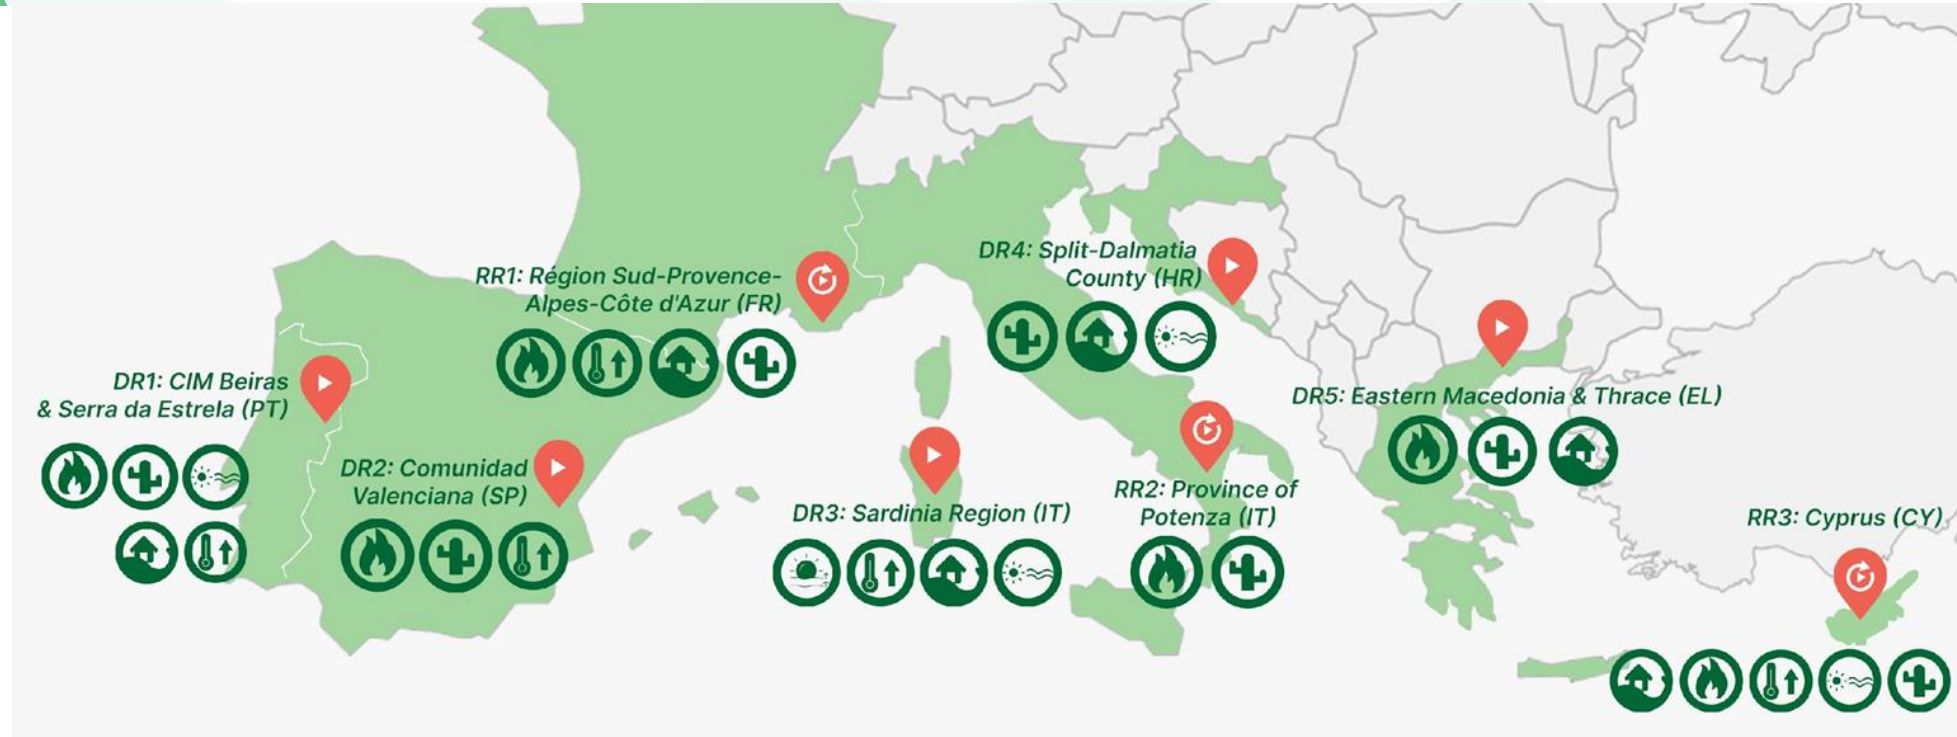 DR4: Split-Dalmatia
County (HR)
RR1: Région Sud-Provence-
Alpes-Côte d'Azur (FR)
DR1: CIM Beiras
& Serra da Estrela (PT)
DR5: Eastern Macedonia & Thrace (EL)
DR2: Comunidad
Valenciana (SP)
DR3: Sardinia Region (IT)
RR2: Province of
Potenza (IT)
RR3: Cyprus (CY)